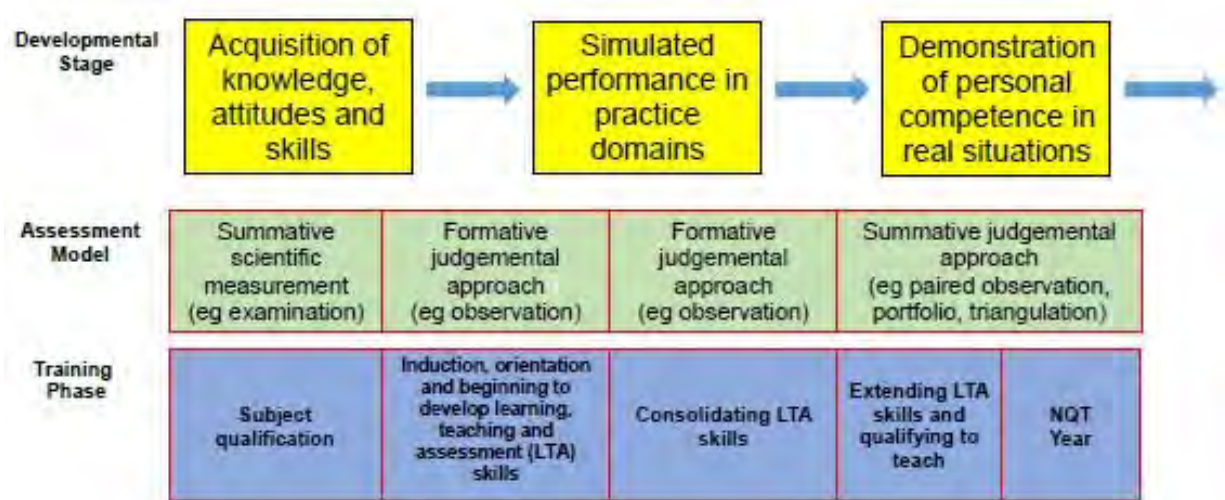 Developmental
Stage
Acquisition of
knowledge,
attitudes and
skills
Simulated
performance in
practice
domains
Demonstration
of personal
competence in
real situations
Assessment
Model
Summative
scientific
measurement
(eg examination)
Formative
judgemental
approach
(eg observation)
Formative
judgemental
approach
(eg observation)
Summative judgemental
approach
(eg paired observation,
portfolio, triangulation)
Training
Phase
Subject
qualification
Induction, orientation
and beginning to
develop learning,
teaching and
assessment (LTA)
skills
Consolidating LTA
skills
Extending LTA
skills and
qualifying to
teach
NQT
Year